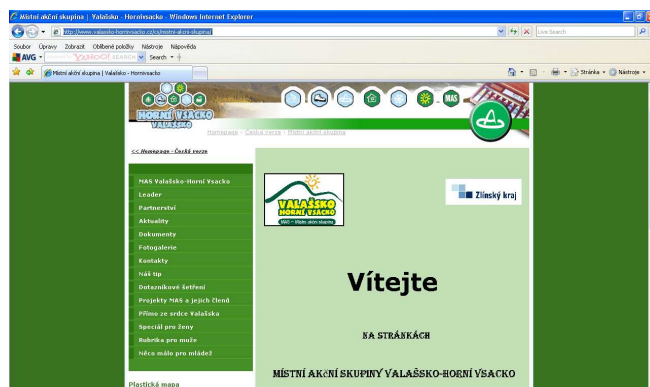 Místní akční skupina | Valašsko - Hornivsacko - Windows Internet Explorer
http://www.valassko-hornivsacko.cz/cs/mistni-akcni-skupina/
Live Search
Soubor Úpravy Zobrazit Oblíbené položky Nástroje Nápověda
AVG YAHOO! SEARCH Search
Místní akční skupina | Valašsko - Hornivsacko
Stránka Nástroje
MAS
HORNÍ VSACKO
VALAŠSKO
Homepage - Česká verze - Místní akční skupina
<< Homepage - Česká verze
MAS Valašsko-Horní Vsacko
Leader
Partnerství
Aktuality
Dokumenty
Fotogalerie
Kontakty
Náš tip
Dotazníkové šetření
Projekty MAS a jejich členů
Přímo ze srdce Valašska
Speciál pro ženy
Rubrika pro muže
Něco málo pro mládež
Plastická mapa
VALAŠSKO
HORNÍ VSACKO
MAS - Místní akční skupina
Zlínský kraj
Vítejte
NA STRÁNKÁCH
MÍSTNÍ AKČNÍ SKUPINY VALAŠSKO-HORNÍ VSACKO